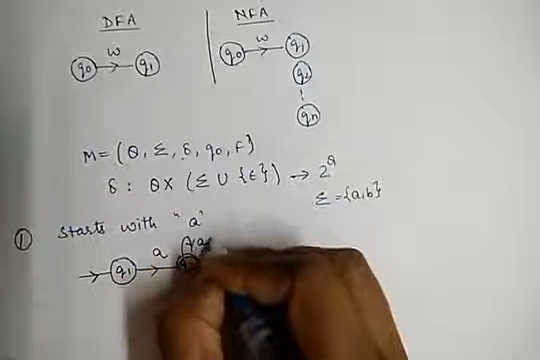 DFA
NFA
q0 w q1
q0 w q1
q2
qn
M = (Q, Σ, δ, q0, F)
δ : Q X (Σ ∪ {ε}) → 2^Q
Σ = {a,b}
① Starts with "a"
q1 a
a